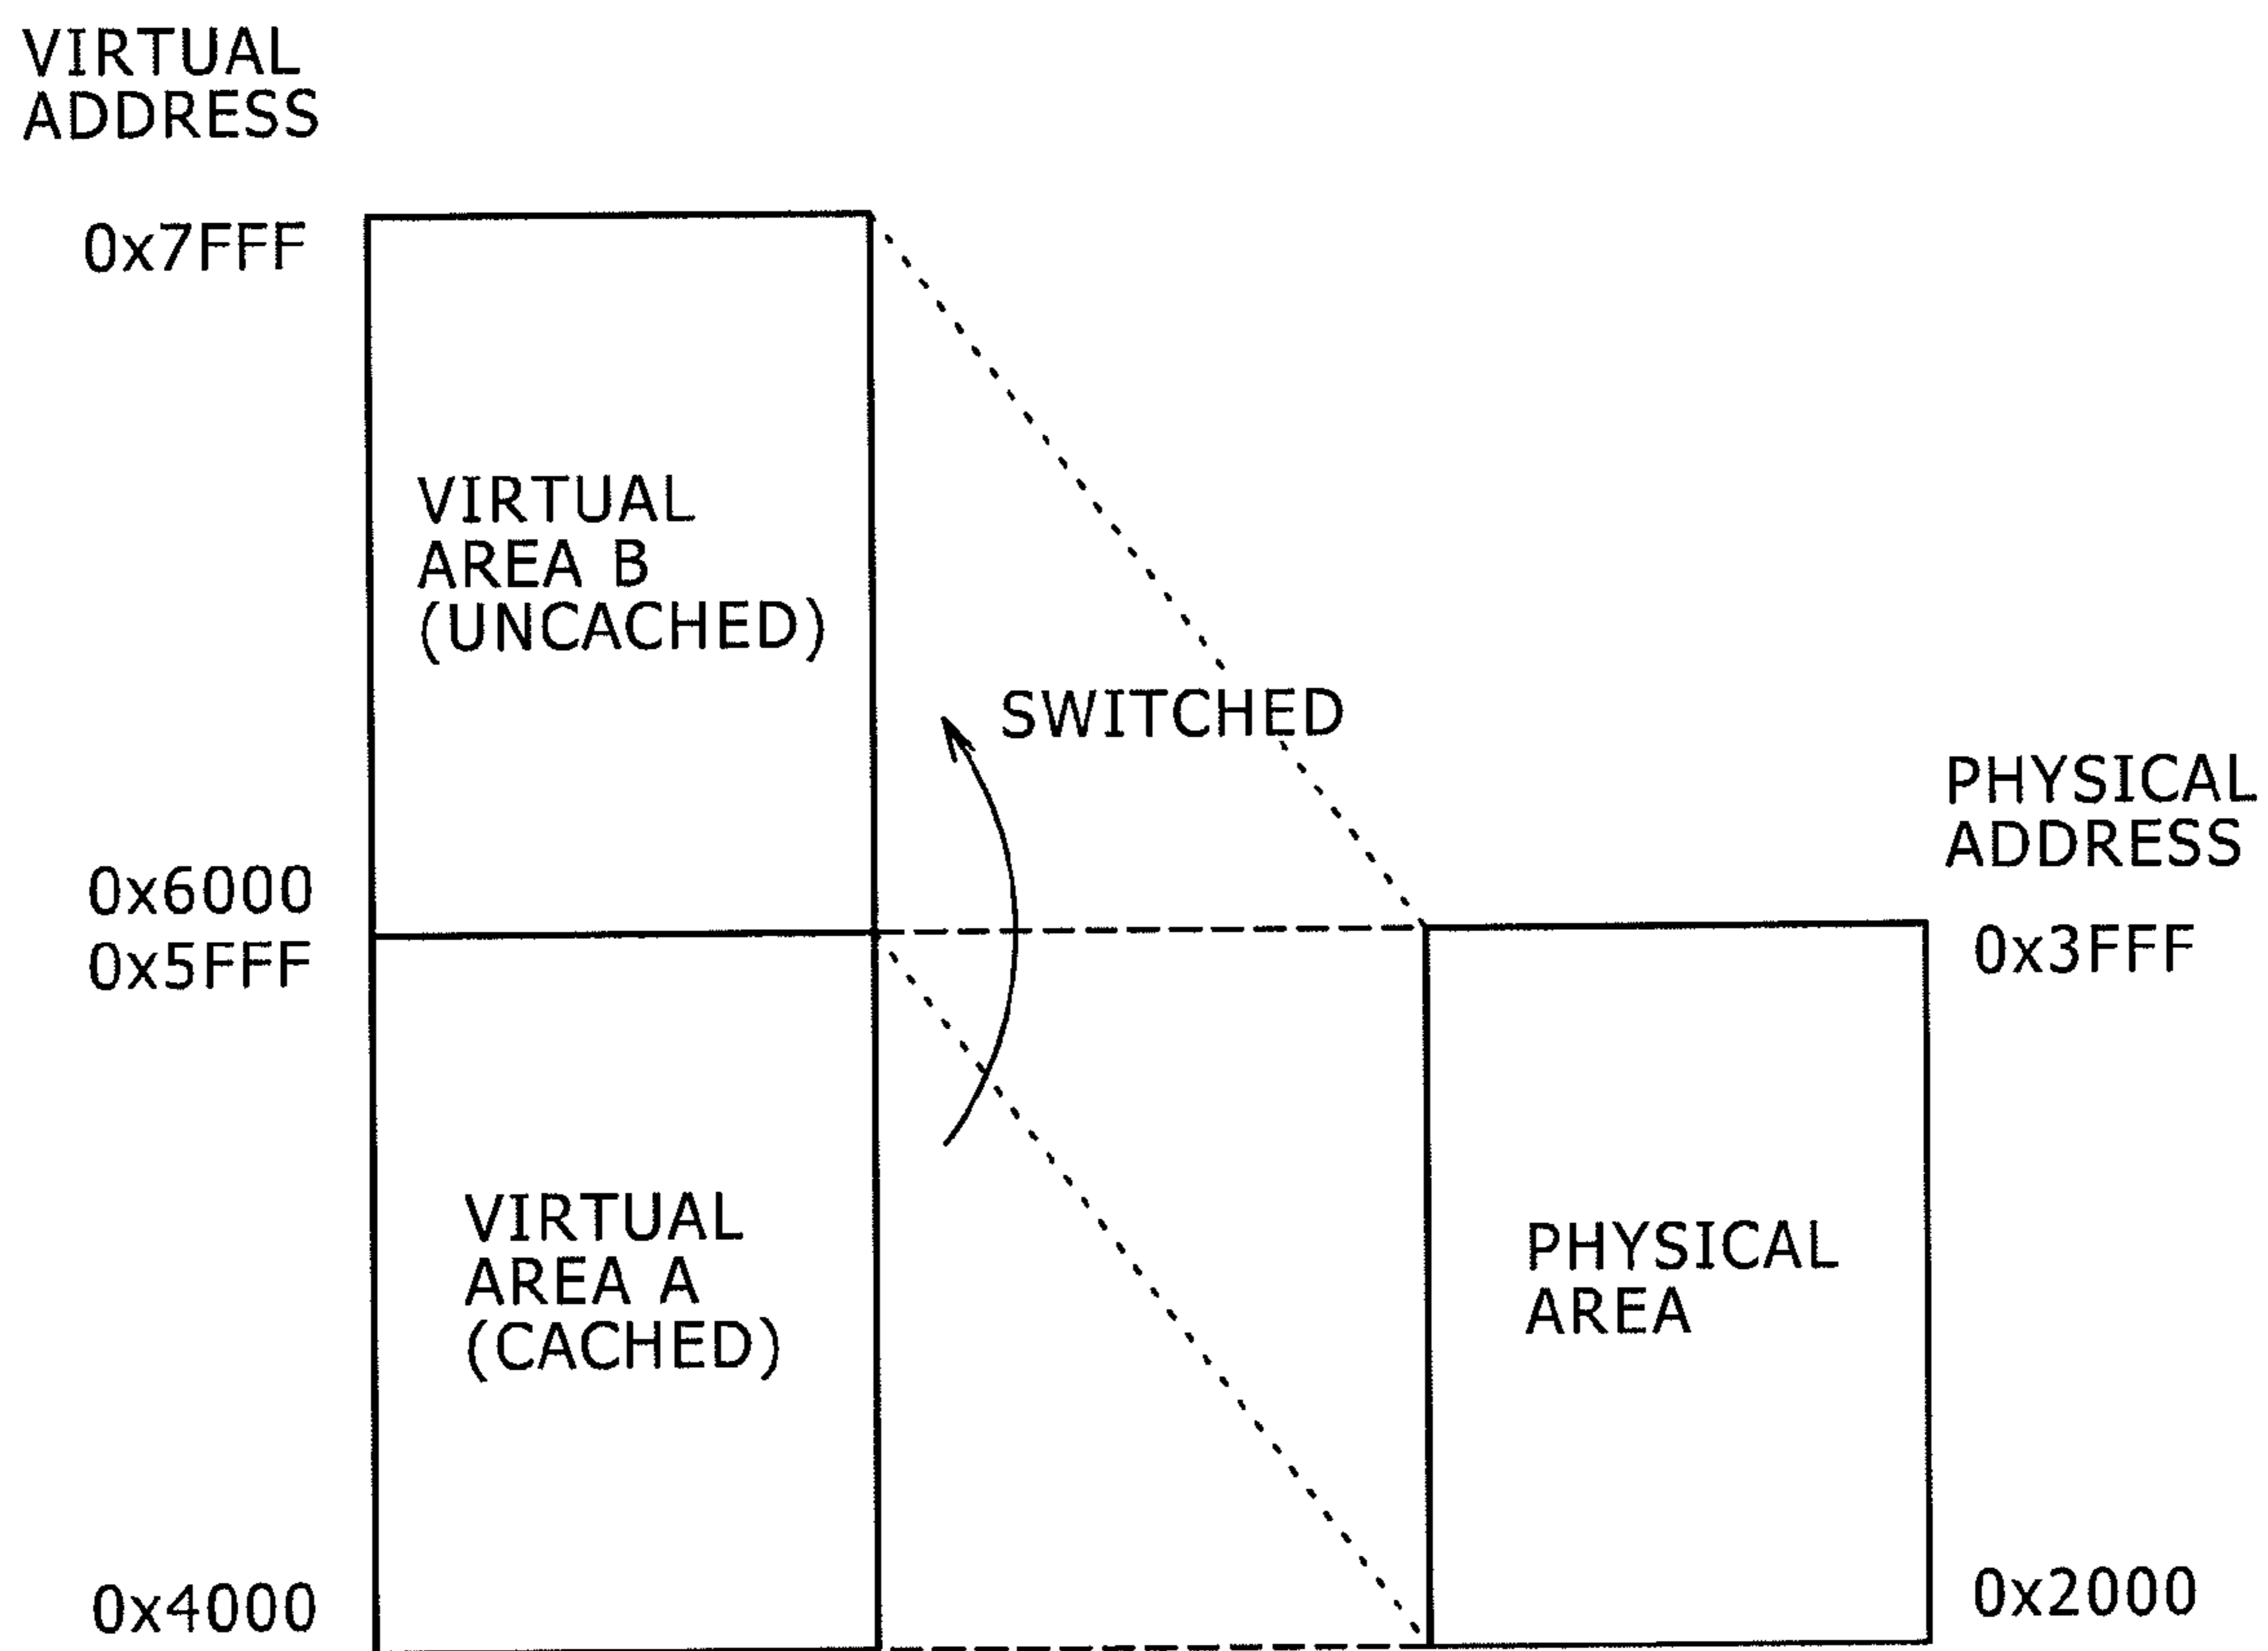 VIRTUAL
ADDRESS
0x7FFF
VIRTUAL
AREA B
(UNCACHED)
SWITCHED
PHYSICAL
ADDRESS
0x6000
0x5FFF
0x3FFF
VIRTUAL
AREA A
(CACHED)
PHYSICAL
AREA
0x4000
0x2000